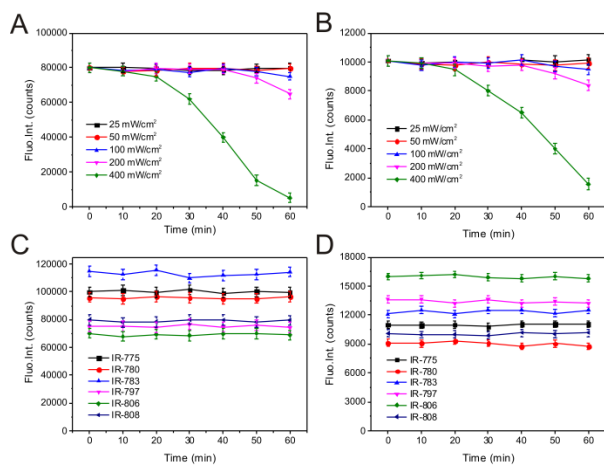 A
Fluo.Int. (counts)
100000
80000
60000
40000
20000
0
25 mW/cm²
50 mW/cm²
100 mW/cm²
200 mW/cm²
400 mW/cm²
0 10 20 30 40 50 60
Time (min)
B
Fluo.Int. (counts)
12000
10000
8000
6000
4000
2000
0
25 mW/cm²
50 mW/cm²
100 mW/cm²
200 mW/cm²
400 mW/cm²
0 10 20 30 40 50 60
Time (min)
C
Fluo.Int. (counts)
120000
100000
80000
60000
40000
20000
0
IR-775
IR-780
IR-783
IR-797
IR-806
IR-808
0 10 20 30 40 50 60
Time (min)
D
Fluo.Int. (counts)
18000
15000
12000
9000
6000
3000
0
IR-775
IR-780
IR-783
IR-797
IR-806
IR-808
0 10 20 30 40 50 60
Time (min)